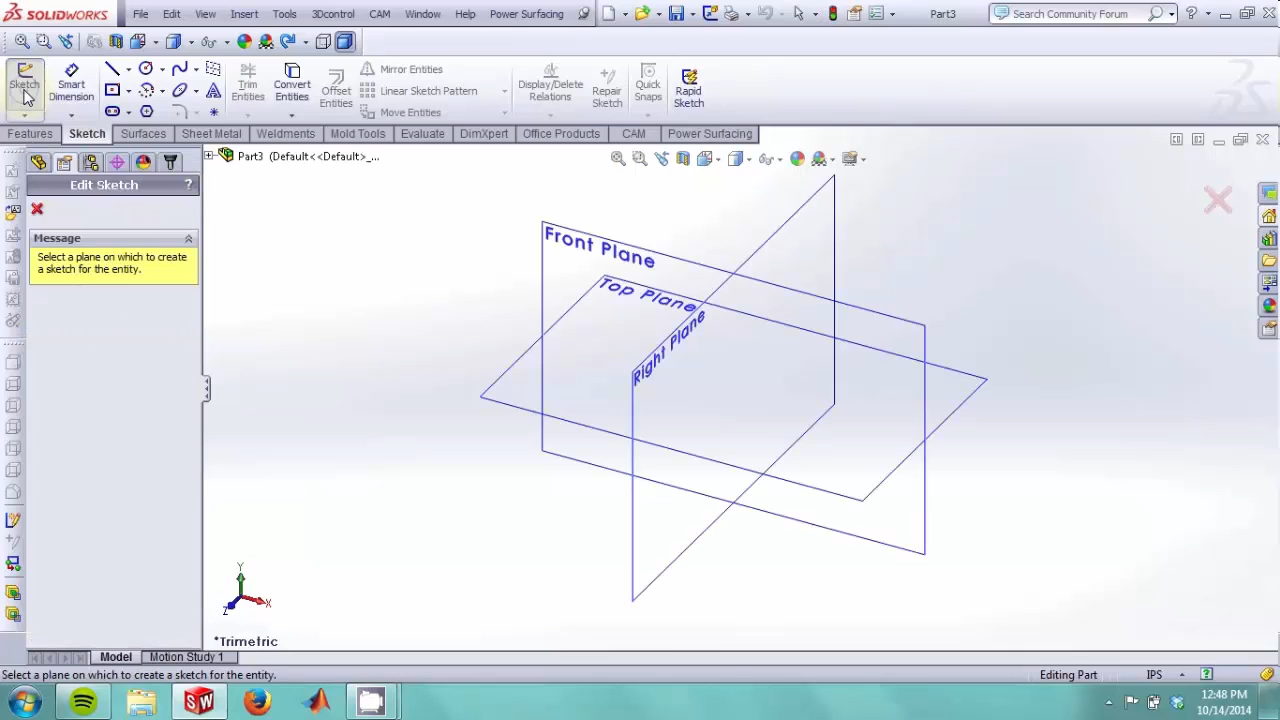 SOLIDWORKS File Edit View Insert Tools 3Dcontrol CAM Window Help Power Surfacing Part3 Search Community Forum
Sketch Smart Dimension Trim Entities Convert Entities Offset Entities Mirror Entities Linear Sketch Pattern Move Entities Display/Delete Relations Repair Sketch Quick Snaps Rapid Sketch
Features Sketch Surfaces Sheet Metal Weldments Mold Tools Evaluate DimXpert Office Products CAM Power Surfacing
Part3 (Default<<Default>_...
Edit Sketch ?
Message
Select a plane on which to create
a sketch for the entity.
Front Plane
Top Plane
Right Plane
Y
X
Z
*Trimetric
Model Motion Study 1
Select a plane on which to create a sketch for the entity. Editing Part IPS ?
SW 12:48 PM
10/14/2014